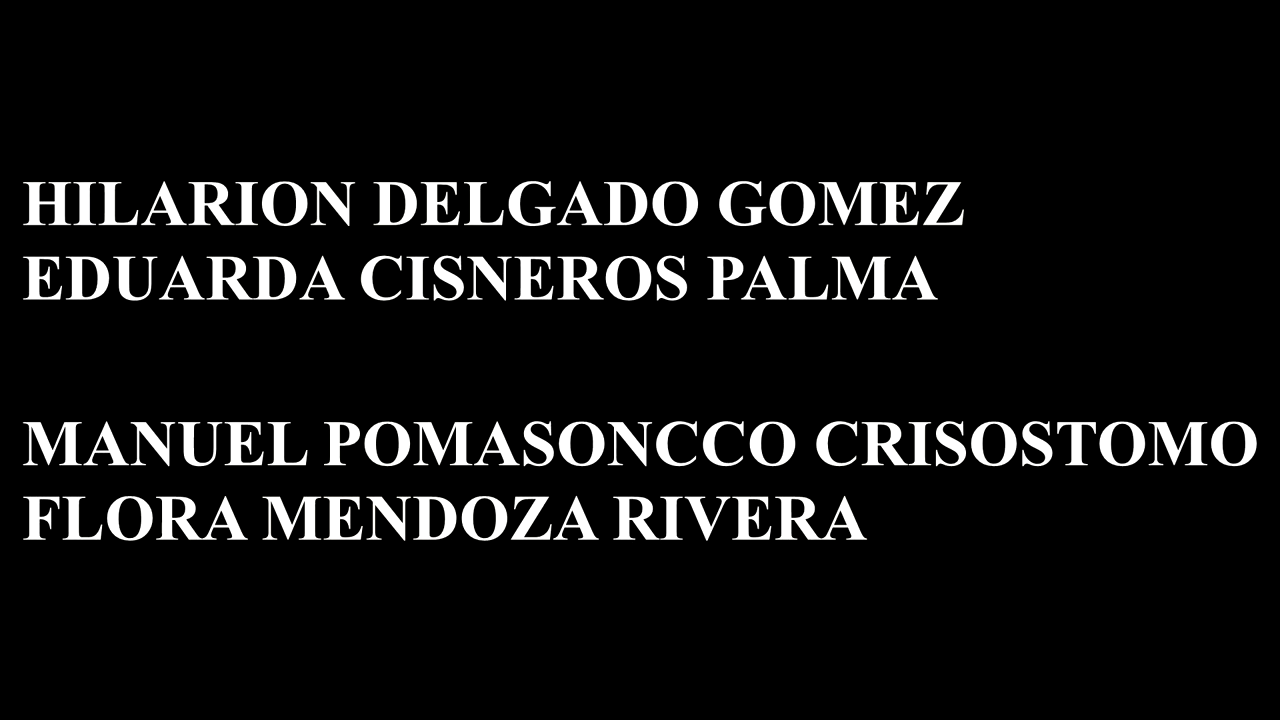 HILARION DELGADO GOMEZ
EDUARDA CISNEROS PALMA
MANUEL POMASONCCO CRISOSTOMO
FLORA MENDOZA RIVERA